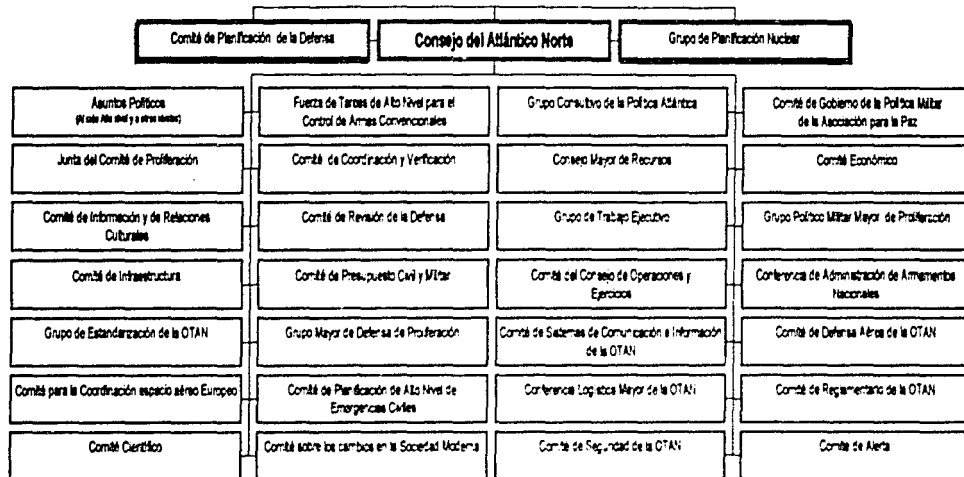 Comité de Planificación de la Defensa
Consejo del Atlántico Norte
Grupo de Planificación Nuclear
Asuntos Políticos
(Al más Alto nivel y a otros niveles)
Fuerza de Tareas de Alto Nivel para el
Control de Armas Convencionales
Grupo Consultivo de la Política Atlántica
Comité de Gobierno de la Política Militar
de la Asociación para la Paz
Junta del Comité de Proliferación
Comité de Coordinación y Verificación
Consejo Mayor de Recursos
Comité Económico
Comité de Información y de Relaciones
Culturales
Comité de Revisión de la Defensa
Grupo de Trabajo Ejecutivo
Grupo Político Militar Mayor de Proliferación
Comité de Infraestructura
Comité de Presupuesto Civil y Militar
Comité del Consejo de Operaciones y
Ejercicios
Conferencia de Administración de Armamentos
Nacionales
Grupo de Estandarización de la OTAN
Grupo Mayor de Defensa de Proliferación
Comité de Sistemas de Comunicación e Información
de la OTAN
Comité de Defensa Aérea de la OTAN
Comité para la Coordinación espacio aéreo Europeo
Comité de Planificación de Alto Nivel de
Emergencias Civiles
Conferencia Logística Mayor de la OTAN
Comité de Reglamentario de la OTAN
Comité Científico
Comité sobre los cambios en la Sociedad Moderna
Comité de Seguridad de la OTAN
Comité de Alerta